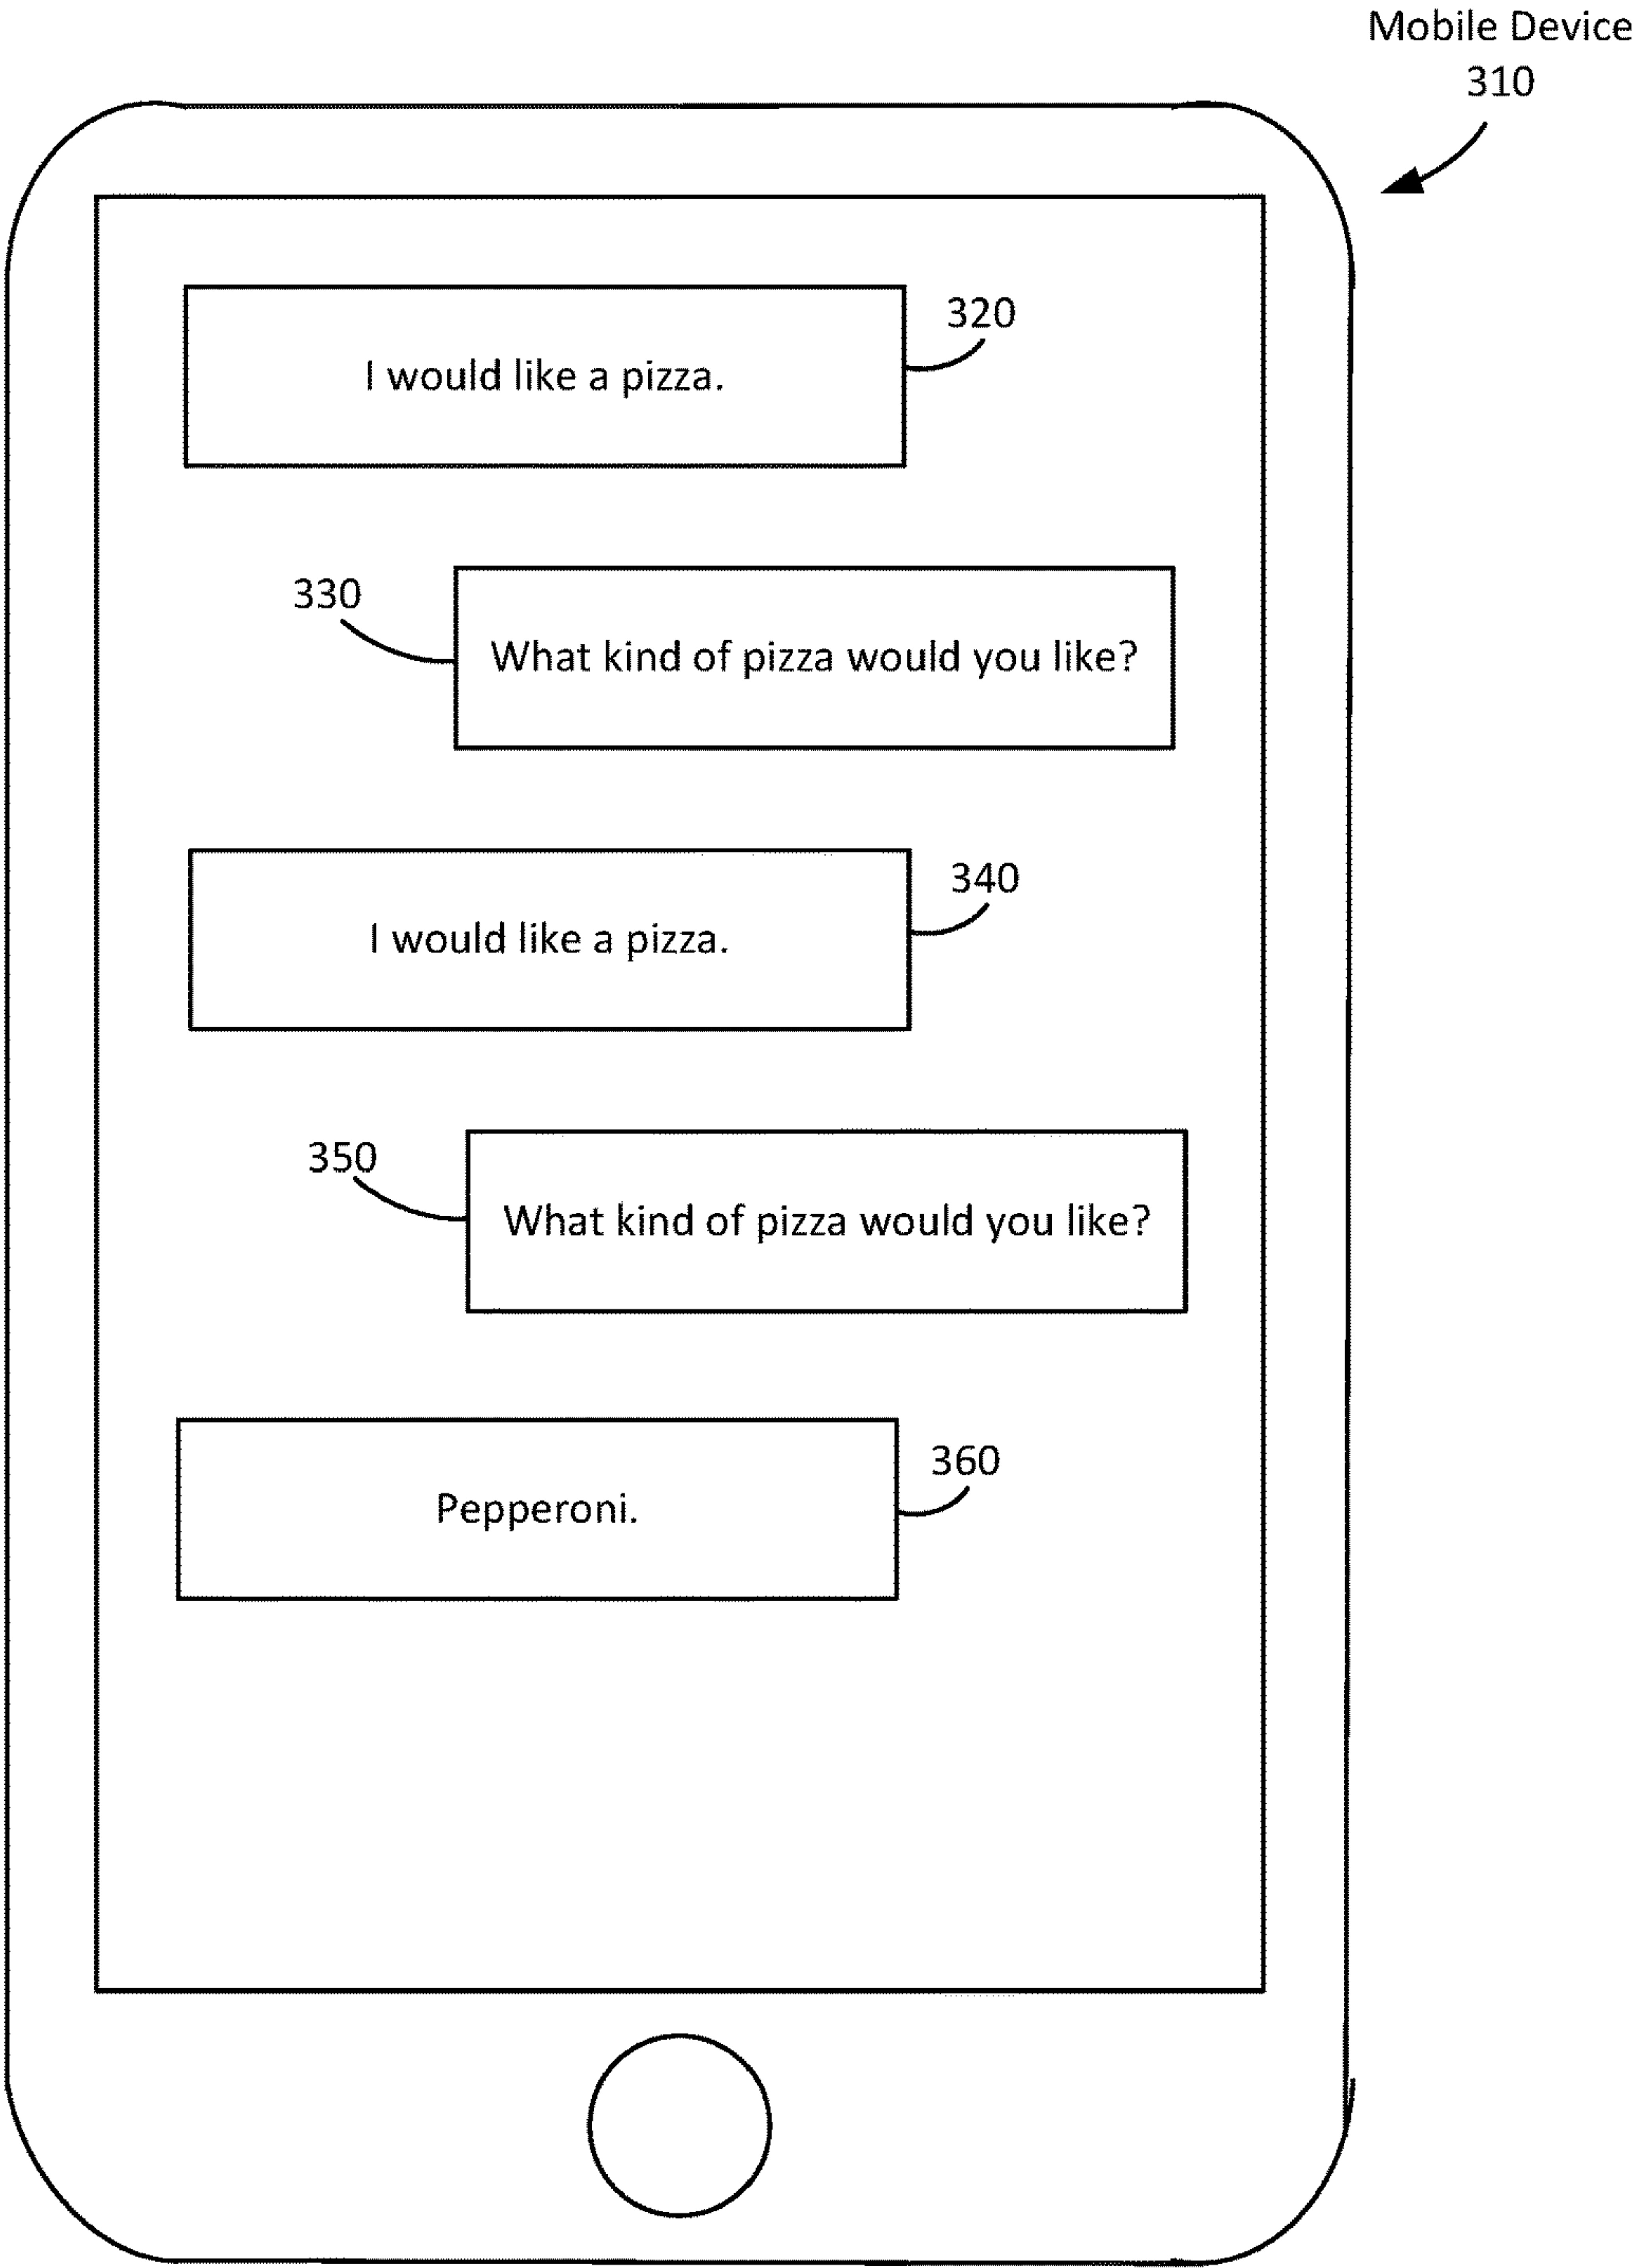 Mobile Device
310
320
I would like a pizza.
330
What kind of pizza would you like?
340
I would like a pizza.
350
What kind of pizza would you like?
360
Pepperoni.